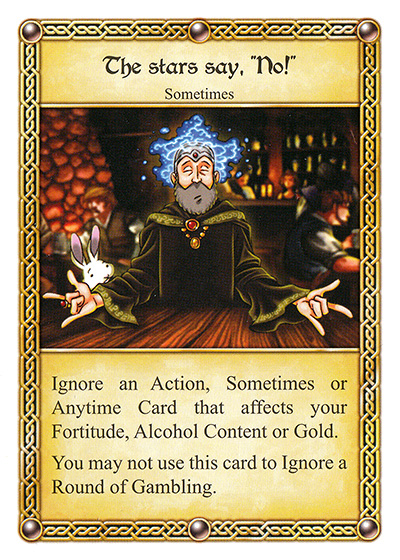 The stars say, "No!"
Sometimes
Ignore an Action, Sometimes or
Anytime Card that affects your
Fortitude, Alcohol Content or Gold.
You may not use this card to Ignore a
Round of Gambling.